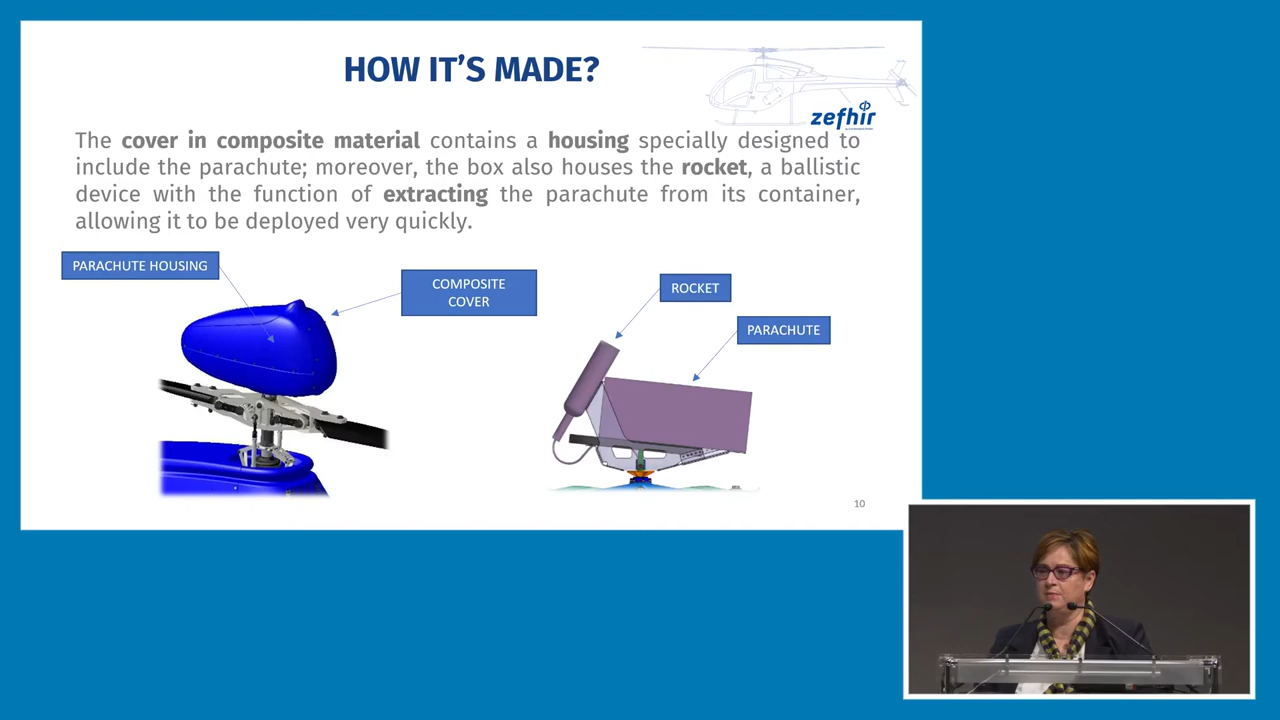 HOW IT'S MADE?
zefhir
The cover in composite material contains a housing specially designed to
include the parachute; moreover, the box also houses the rocket, a ballistic
device with the function of extracting the parachute from its container,
allowing it to be deployed very quickly.
PARACHUTE HOUSING
COMPOSITE
COVER
ROCKET
PARACHUTE
10